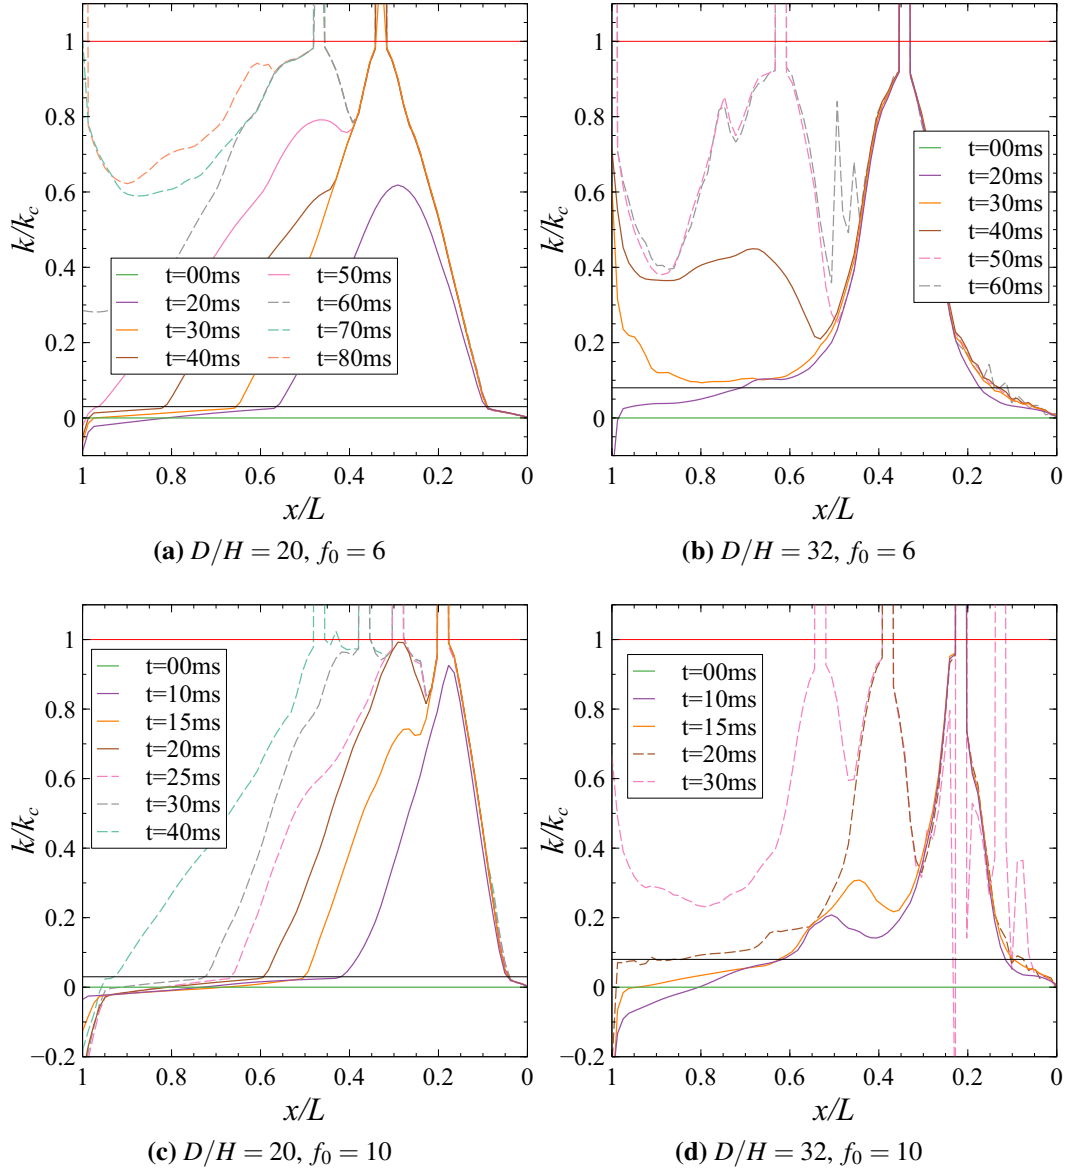 1
0.8
0.6
0.4
0.2
0
k/k_c
t=00ms
t=20ms
t=30ms
t=40ms
t=50ms
t=60ms
t=70ms
t=80ms
1 0.8 0.6 0.4 0.2 0
x/L
(a) D/H = 20, f_0 = 6
1
0.8
0.6
0.4
0.2
0
k/k_c
t=00ms
t=20ms
t=30ms
t=40ms
t=50ms
t=60ms
1 0.8 0.6 0.4 0.2 0
x/L
(b) D/H = 32, f_0 = 6
1
0.8
0.6
0.4
0.2
0
−0.2
k/k_c
t=00ms
t=10ms
t=15ms
t=20ms
t=25ms
t=30ms
t=40ms
1 0.8 0.6 0.4 0.2 0
x/L
(c) D/H = 20, f_0 = 10
1
0.8
0.6
0.4
0.2
0
−0.2
k/k_c
t=00ms
t=10ms
t=15ms
t=20ms
t=30ms
1 0.8 0.6 0.4 0.2 0
x/L
(d) D/H = 32, f_0 = 10